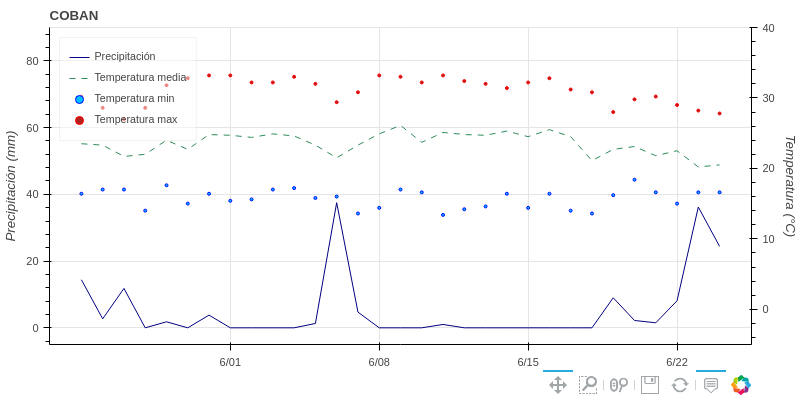 COBAN
Precipitación
Temperatura media
Temperatura min
Temperatura max
Precipitación (mm)
80
60
40
20
0
40
30
20
10
0
Temperatura (°C)
6/01
6/08
6/15
6/22